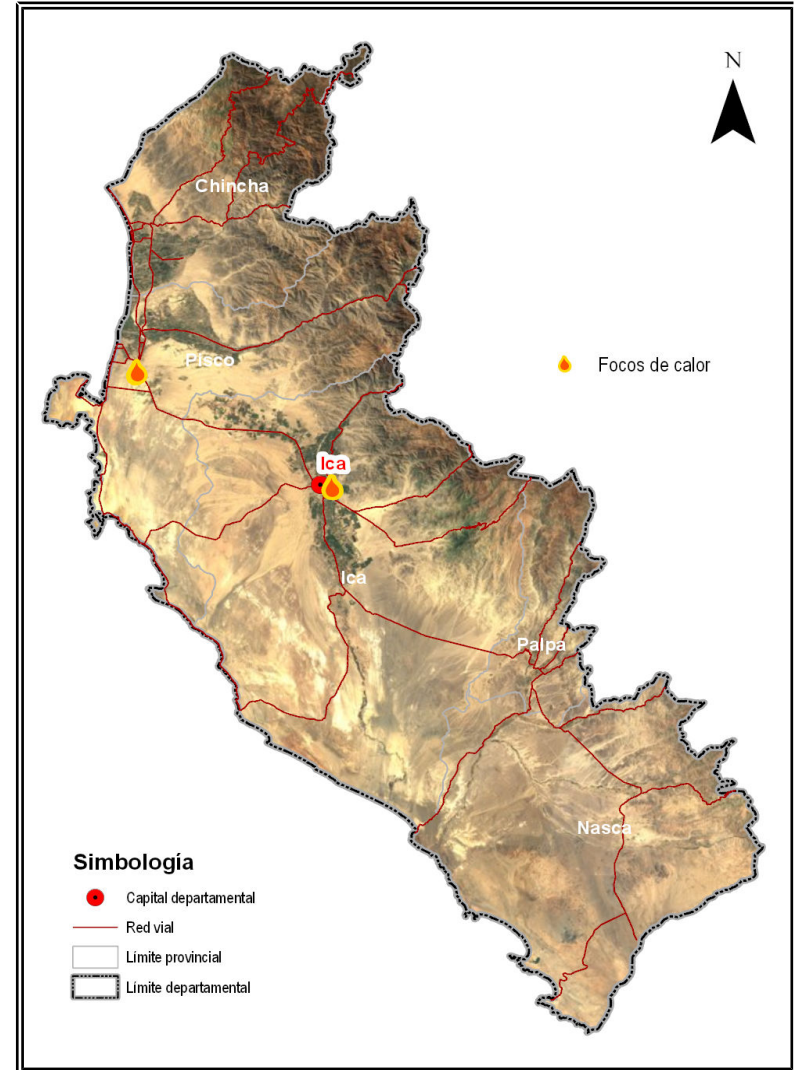 N
Chincha
Pisco
Focos de calor
Ica
Ica
Palpa
Nasca
Simbología
Capital departamental
Red vial
Límite provincial
Límite departamental